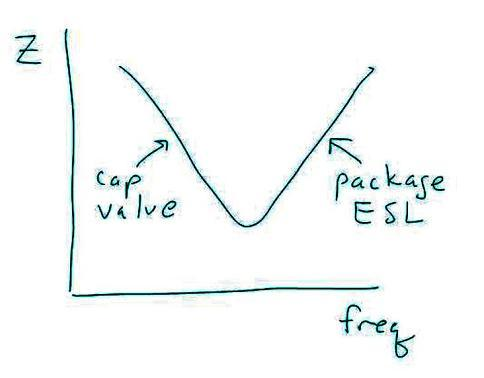 Z
cap
value
package
ESL
freq